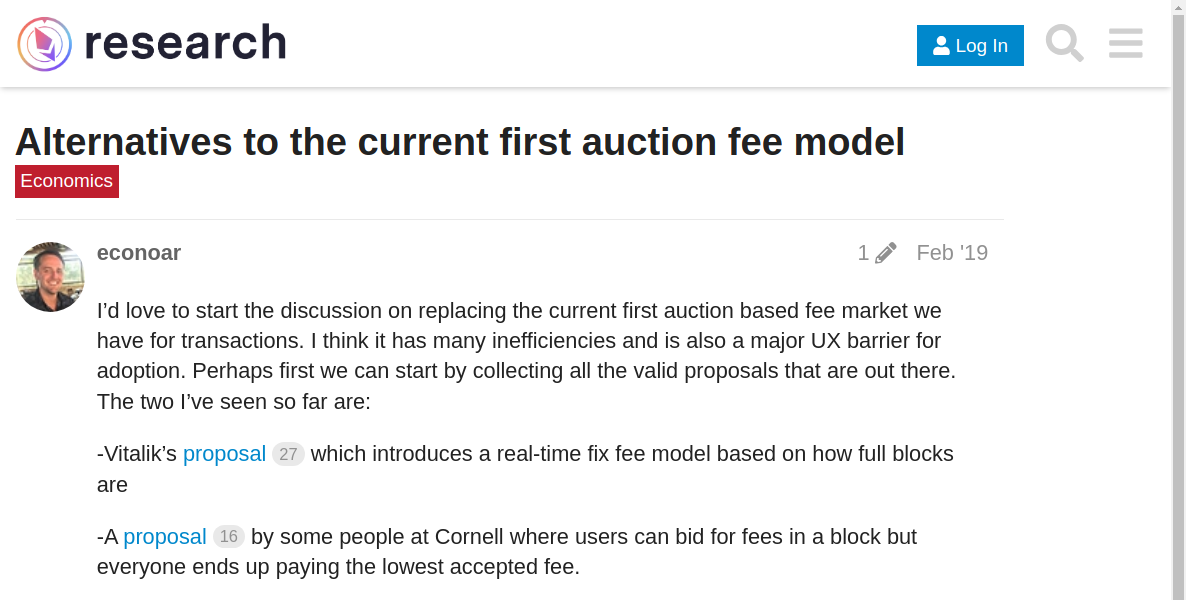 research
Log In
Alternatives to the current first auction fee model
Economics
econoar
1
Feb '19
I’d love to start the discussion on replacing the current first auction based fee market we
have for transactions. I think it has many inefficiencies and is also a major UX barrier for
adoption. Perhaps first we can start by collecting all the valid proposals that are out there.
The two I’ve seen so far are:
-Vitalik’s proposal 27 which introduces a real-time fix fee model based on how full blocks
are
-A proposal 16 by some people at Cornell where users can bid for fees in a block but
everyone ends up paying the lowest accepted fee.